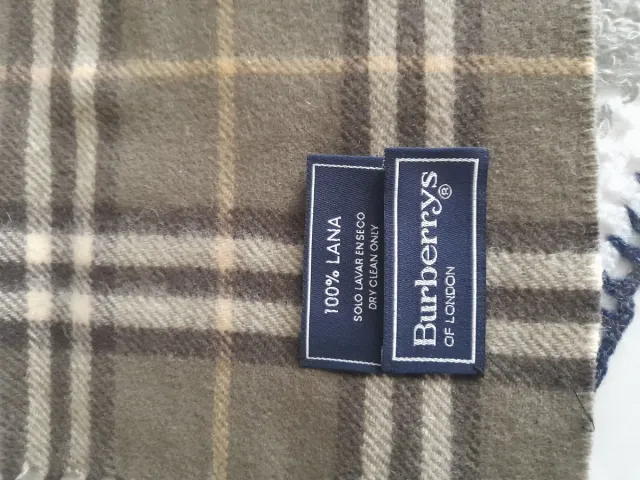 100% LANA
SOLO LAVAR EN SECO
DRY CLEAN ONLY
Burberrys®
OF LONDON